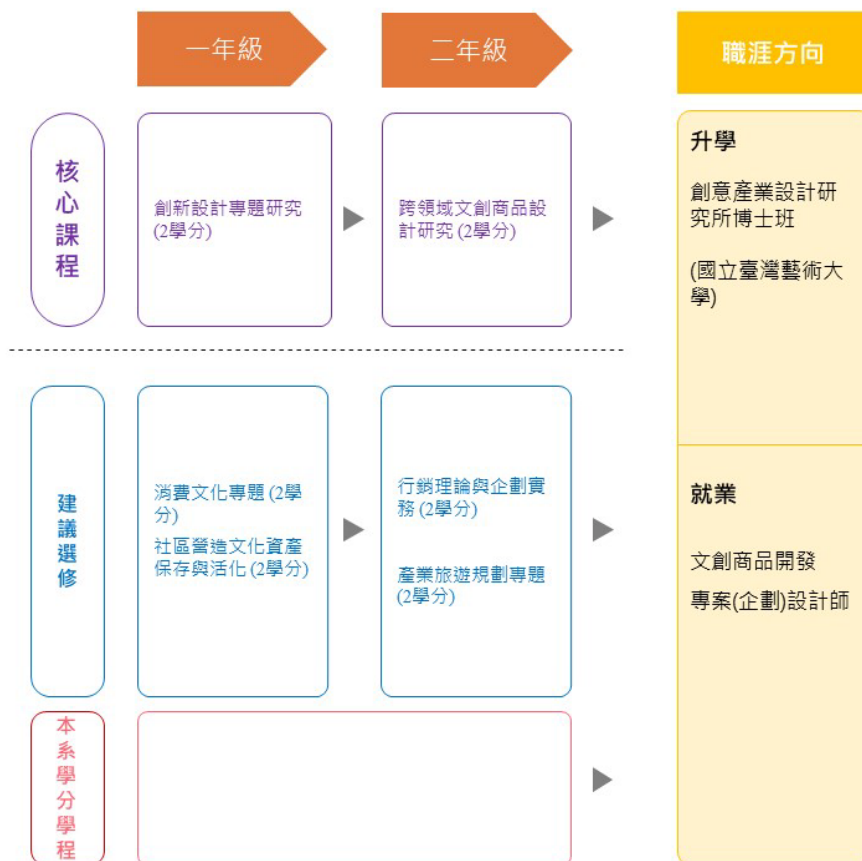 一年級
二年級
職涯方向
核心課程
創新設計專題研究
(2學分)
跨領域文創商品設
計研究 (2學分)
升學
創意產業設計研
究所博士班
(國立臺灣藝術大
學)
建議選修
消費文化專題 (2學
分)
社區營造文化資產
保存與活化 (2學分)
行銷理論與企劃實
務 (2學分)
產業旅遊規劃專題
(2學分)
就業
文創商品開發
專案(企劃)設計師
本系學分學程